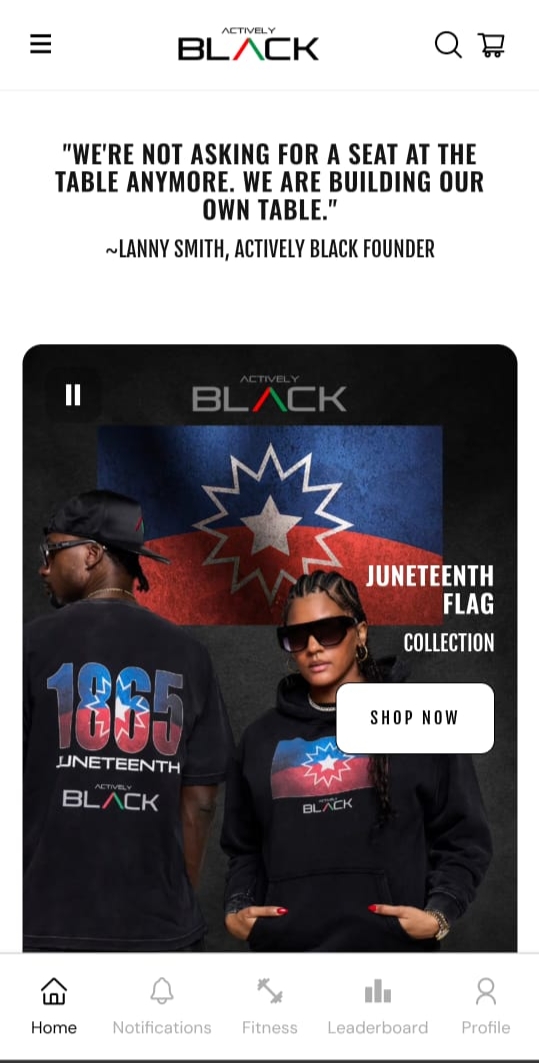 ACTIVELY
BLACK
"WE'RE NOT ASKING FOR A SEAT AT THE
TABLE ANYMORE. WE ARE BUILDING OUR
OWN TABLE."
~LANNY SMITH, ACTIVELY BLACK FOUNDER
ACTIVELY
BLACK
JUNETEENTH
FLAG
COLLECTION
SHOP NOW
1865
JUNETEENTH
ACTIVELY
BLACK
ACTIVELY
BLACK
Home
Notifications
Fitness
Leaderboard
Profile